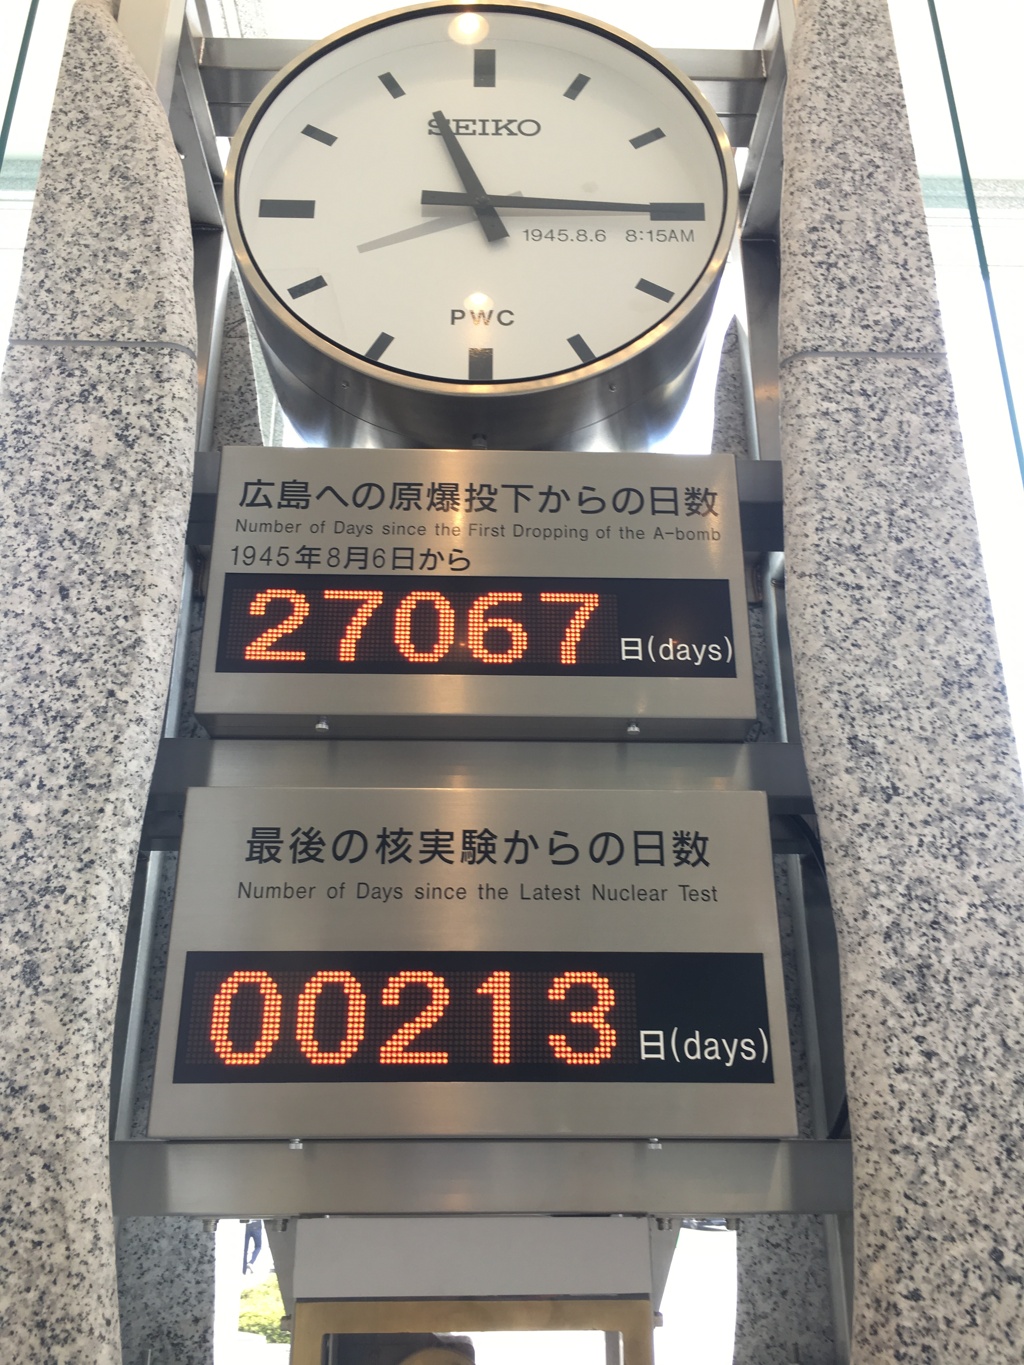 SEIKO
1945.8.6 8:15AM
PWC
広島への原爆投下からの日数
Number of Days since the First Dropping of the A-bomb
1945年8月6日から
27067 日(days)
最後の核実験からの日数
Number of Days since the Latest Nuclear Test
00213 日(days)